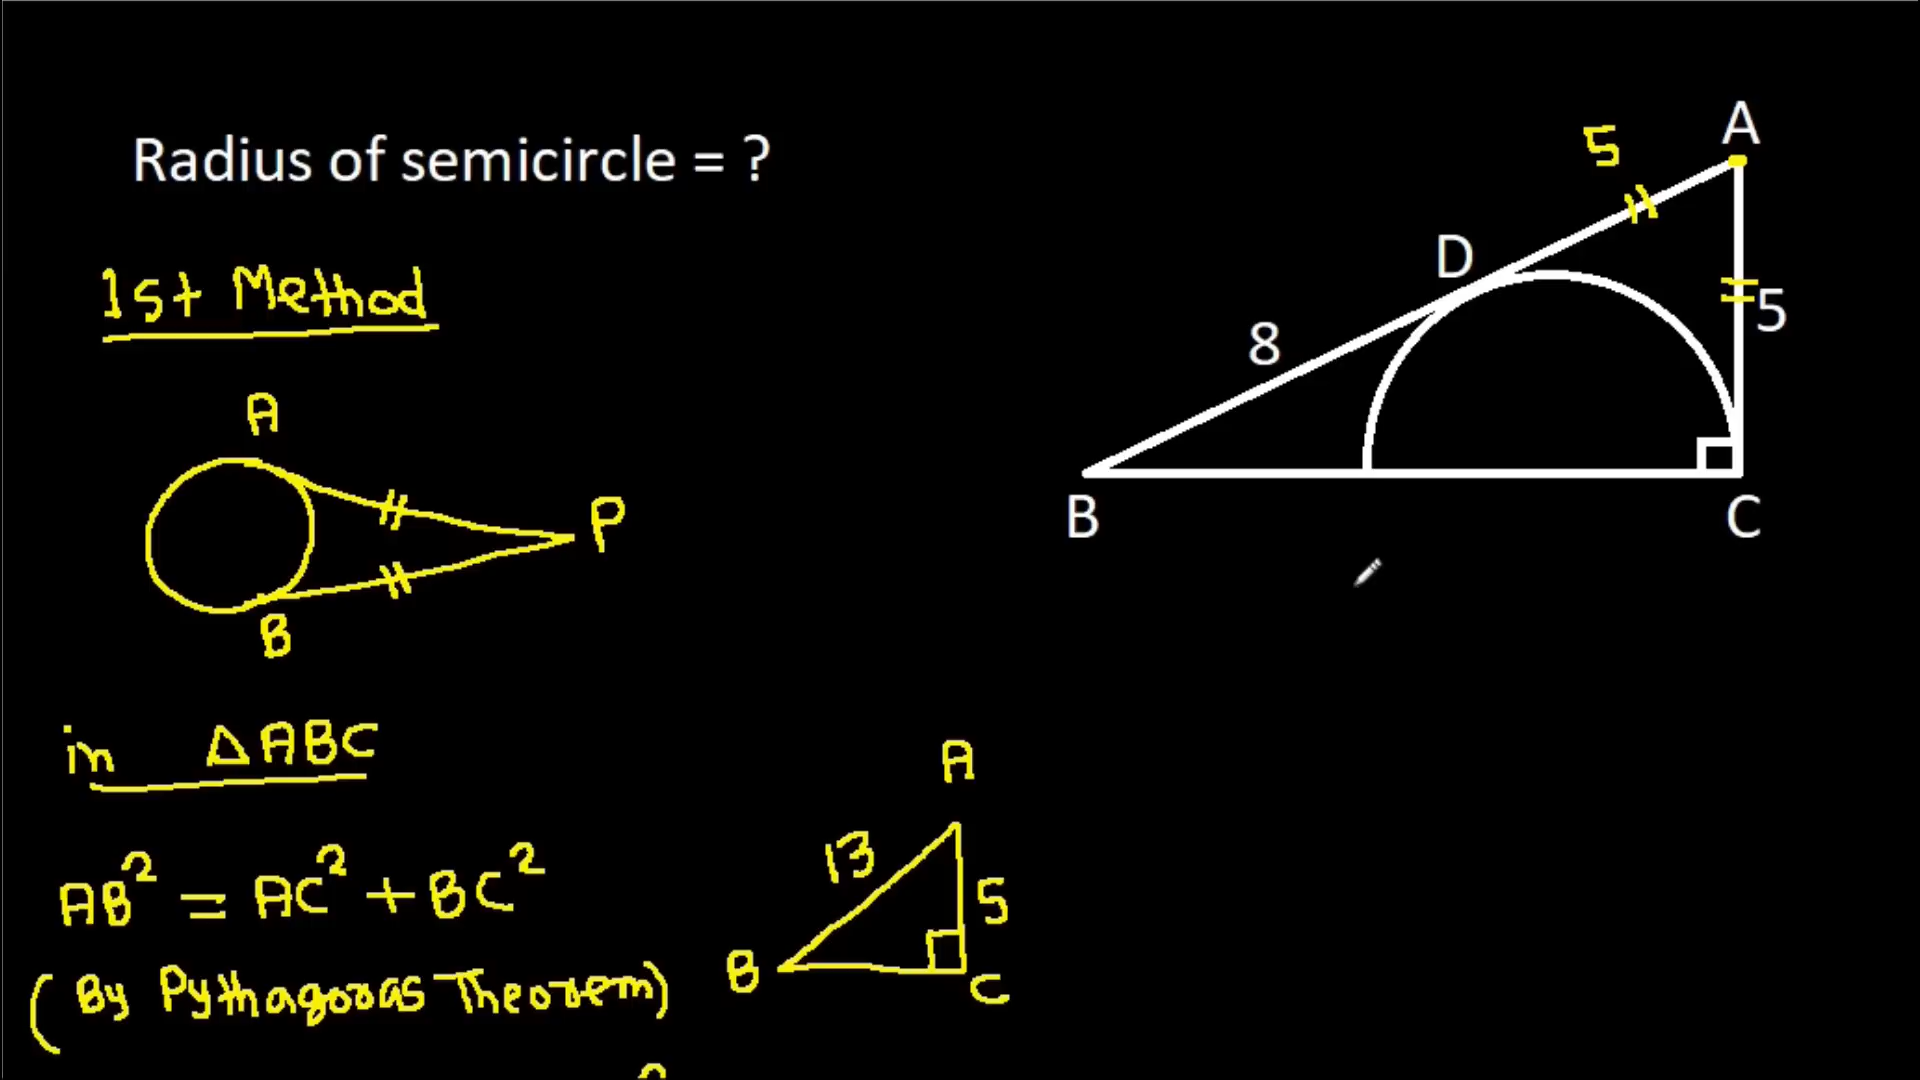 Radius of semicircle = ?
1st Method
A
P
B
in ΔABC
AB² = AC² + BC²
(By Pythagoras Theorem)
A
13
5
B
C
A
5
D
5
8
B
C